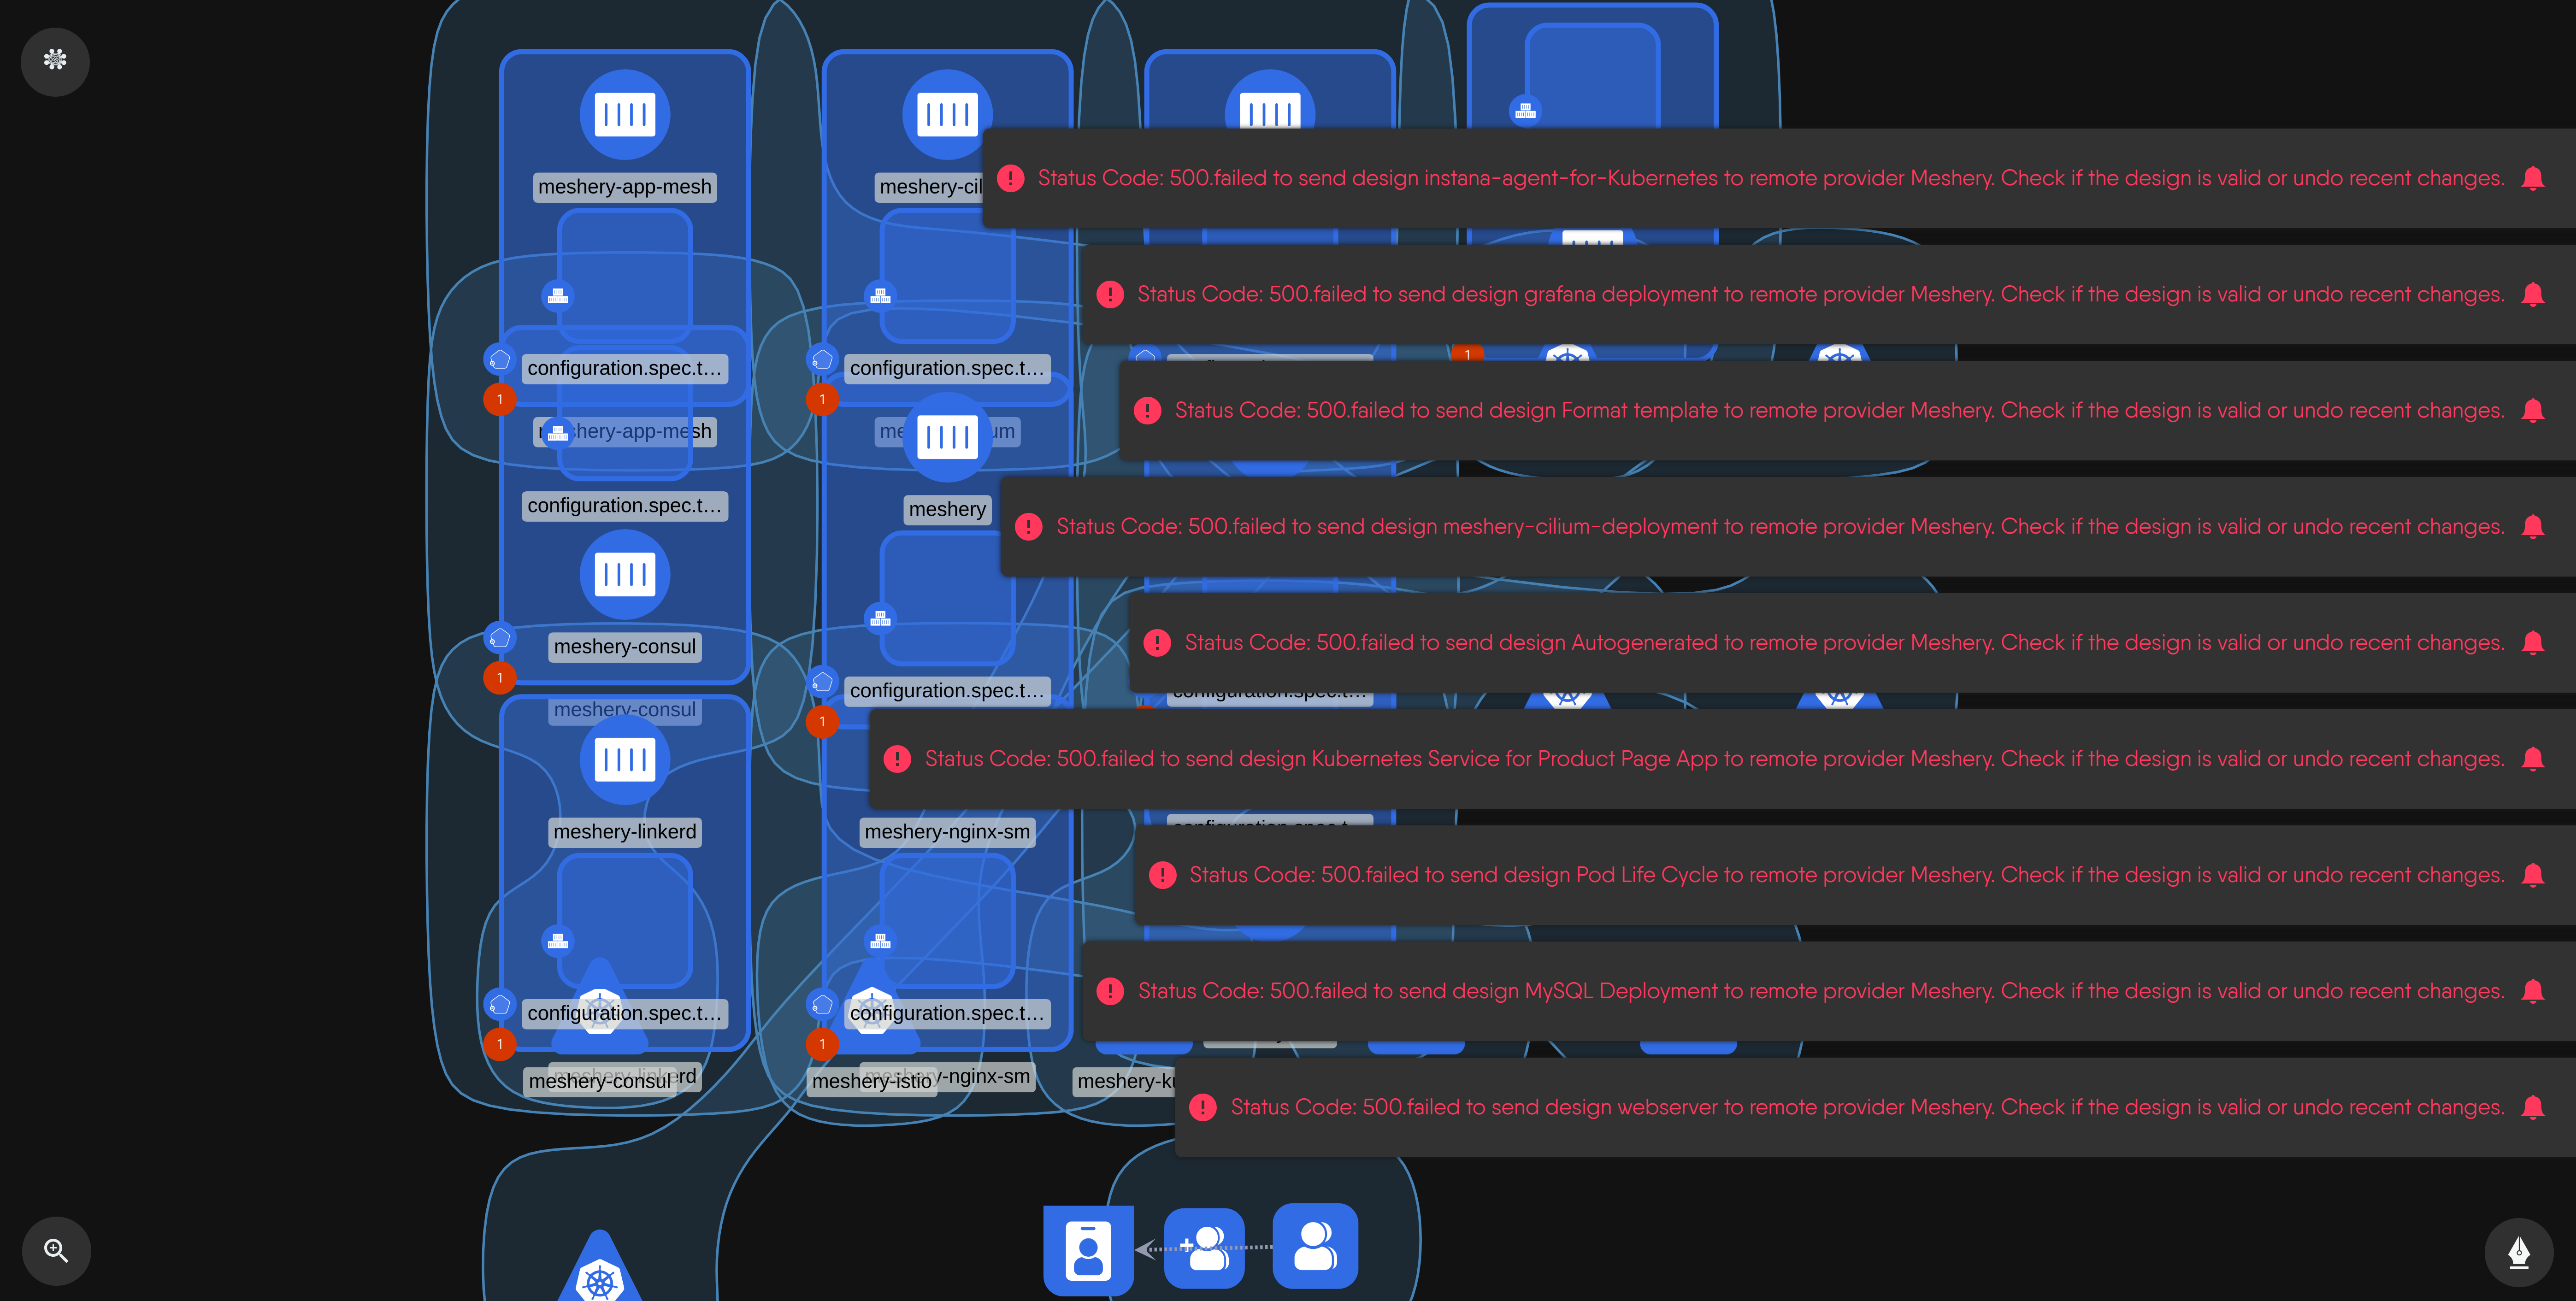 meshery-app-mesh
meshery-cil
Status Code: 500.failed to send design instana-agent-for-Kubernetes to remote provider Meshery. Check if the design is valid or undo recent changes.
Status Code: 500.failed to send design grafana deployment to remote provider Meshery. Check if the design is valid or undo recent changes.
configuration.spec.t…
configuration.spec.t…
1
1
1
Status Code: 500.failed to send design Format template to remote provider Meshery. Check if the design is valid or undo recent changes.
configuration.spec.t…
meshery
Status Code: 500.failed to send design meshery-cilium-deployment to remote provider Meshery. Check if the design is valid or undo recent changes.
meshery-consul
Status Code: 500.failed to send design Autogenerated to remote provider Meshery. Check if the design is valid or undo recent changes.
1
configuration.spec.t…
configuration.spec.t…
meshery-consul
1
Status Code: 500.failed to send design Kubernetes Service for Product Page App to remote provider Meshery. Check if the design is valid or undo recent changes.
meshery-linkerd
meshery-nginx-sm
Status Code: 500.failed to send design Pod Life Cycle to remote provider Meshery. Check if the design is valid or undo recent changes.
Status Code: 500.failed to send design MySQL Deployment to remote provider Meshery. Check if the design is valid or undo recent changes.
configuration.spec.t…
configuration.spec.t…
1
1
meshery-consul
meshery-istio
meshery-nginx-sm
meshery-ku
Status Code: 500.failed to send design webserver to remote provider Meshery. Check if the design is valid or undo recent changes.